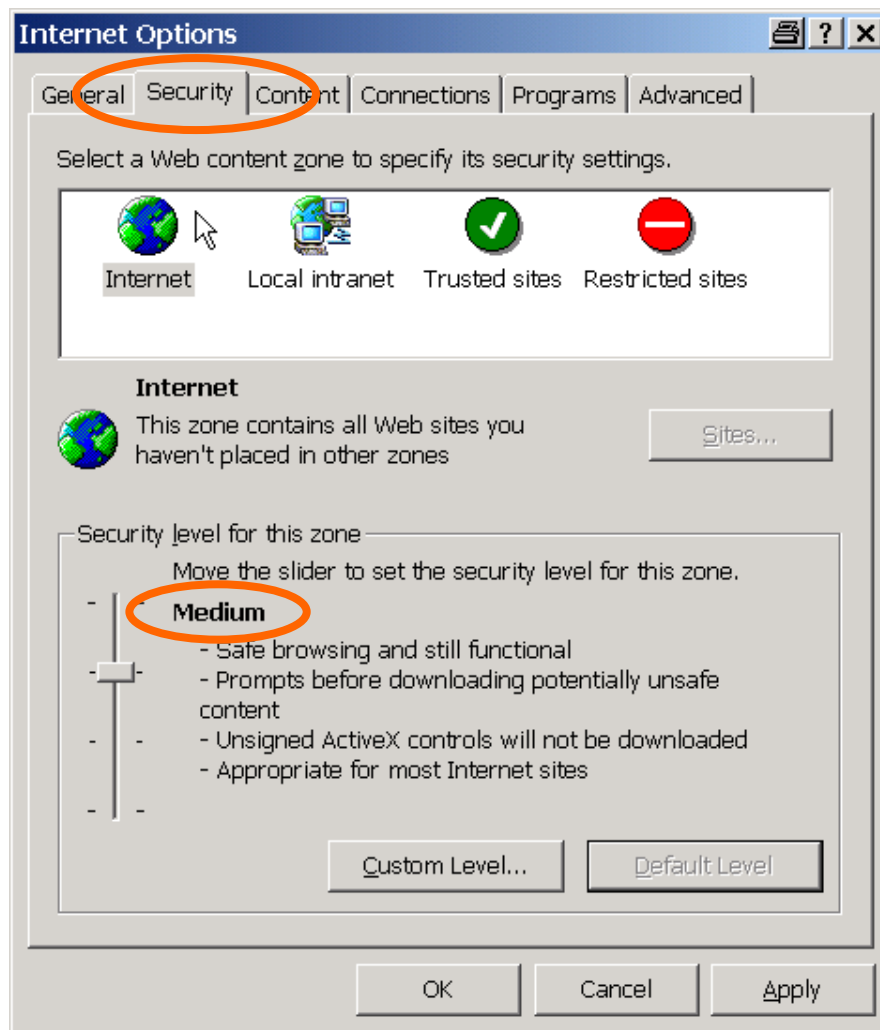 Internet Options
General Security Content Connections Programs Advanced
Select a Web content zone to specify its security settings.
Internet Local intranet Trusted sites Restricted sites
Internet
This zone contains all Web sites you
haven't placed in other zones
Sites...
Security level for this zone
Move the slider to set the security level for this zone.
Medium
- Safe browsing and still functional
- Prompts before downloading potentially unsafe
content
- Unsigned ActiveX controls will not be downloaded
- Appropriate for most Internet sites
Custom Level... Default Level
OK Cancel Apply